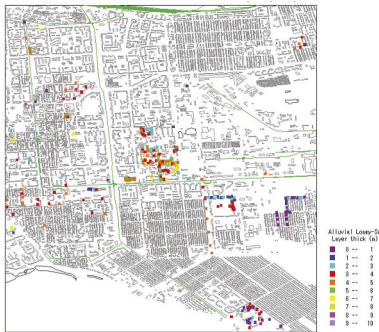 Alluvial Loamy-Sa
Layer thick (m)
0 -- 1
1 -- 2
2 -- 3
3 -- 4
4 -- 5
5 -- 6
6 -- 7
7 -- 8
8 -- 9
9 -- 10